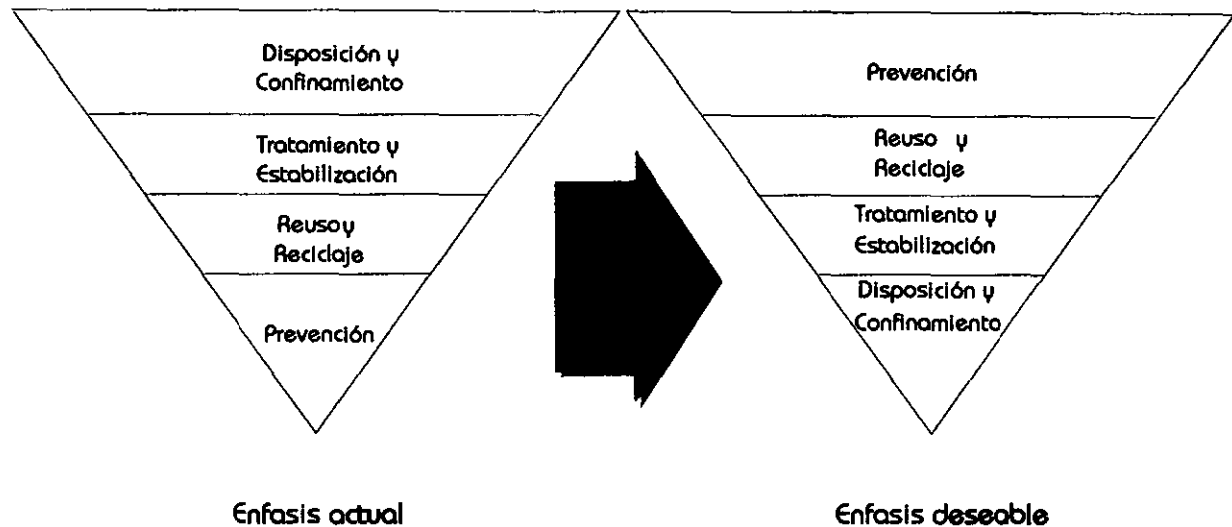 Disposición y
Confinamiento
Tratamiento y
Estabilización
Reuso y
Reciclaje
Prevención
Enfasis actual
Prevención
Reuso y
Reciclaje
Tratamiento y
Estabilización
Disposición y
Confinamiento
Enfasis deseable